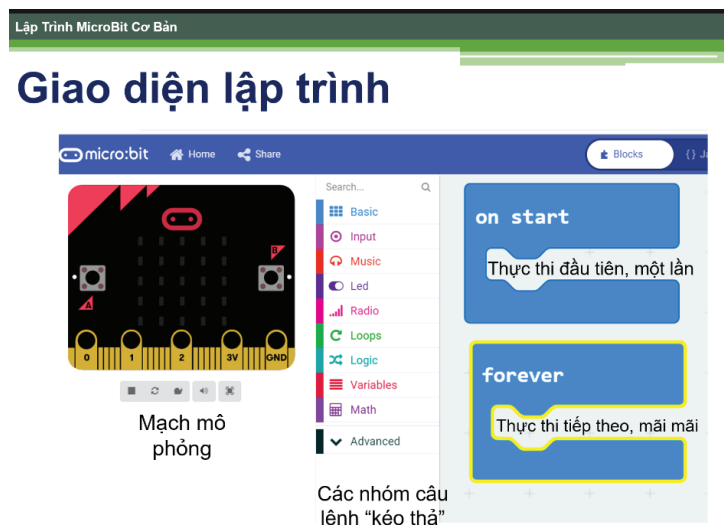 Lập Trình MicroBit Cơ Bản
Giao diện lập trình
micro:bit
Home
Share
Blocks
{} J
Search...
Basic
Input
Music
Led
Radio
Loops
Logic
Variables
Math
Advanced
B
A
0
1
2
3V
GND
Mạch mô
phỏng
Các nhóm câu
lệnh “kéo thả”
on start
Thực thi đầu tiên, một lần
forever
Thực thi tiếp theo, mãi mãi